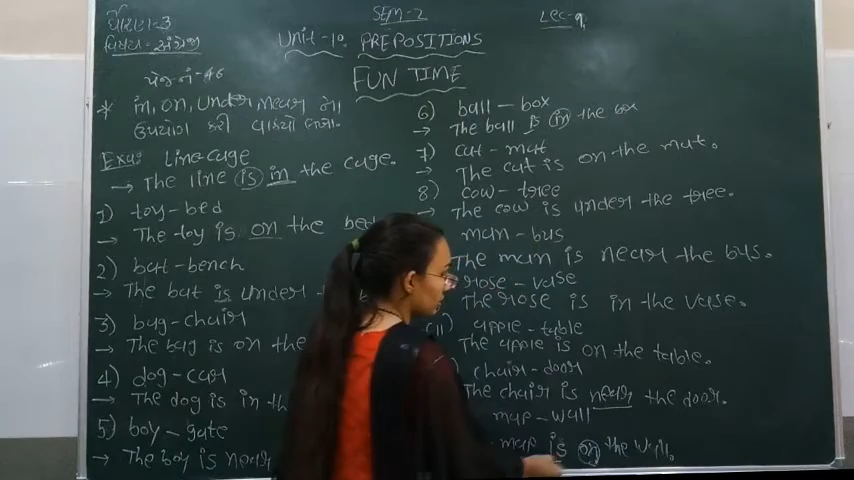 ધોરણ-3
વિષય-અંગ્રેજી
SEM-2
Lec-9
Unit-10 PREPOSITIONS
FUN TIME
પેજ નં-46
* in, on, under, near નો
ઉપયોગ કરી વાક્યો બનાવો.
Exa: Line-cage
→ The line is in the cage.
1) toy-bed
→ The toy is on the bed
2) bat-bench
→ The bat is under
3) bag-chair
→ The bag is on the
4) dog-car
→ The dog is in th
5) boy-gate
→ The boy is near
6) ball-box
→ The ball is in the box
7) cat-mat
→ The cat is on the mat.
8) cow-tree
→ The cow is under the tree.
man-bus
The man is near the bus.
rose-vase
The rose is in the vase.
11) apple-table
The apple is on the table.
chair-door
The chair is near the door.
map-wall
map is on the wall.